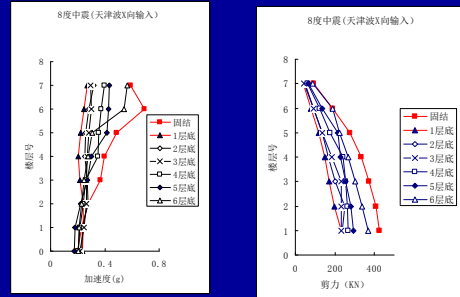 8度中震(天津波X向输入)
楼层号
8
7
6
5
4
3
2
1
0
0 0.4 0.8
加速度(g)
固结
1层底
2层底
3层底
4层底
5层底
6层底
8度中震(天津波X向输入)
楼层号
8
7
6
5
4
3
2
1
0
0 200 400
剪力（KN）
固结
1层底
2层底
3层底
4层底
5层底
6层底